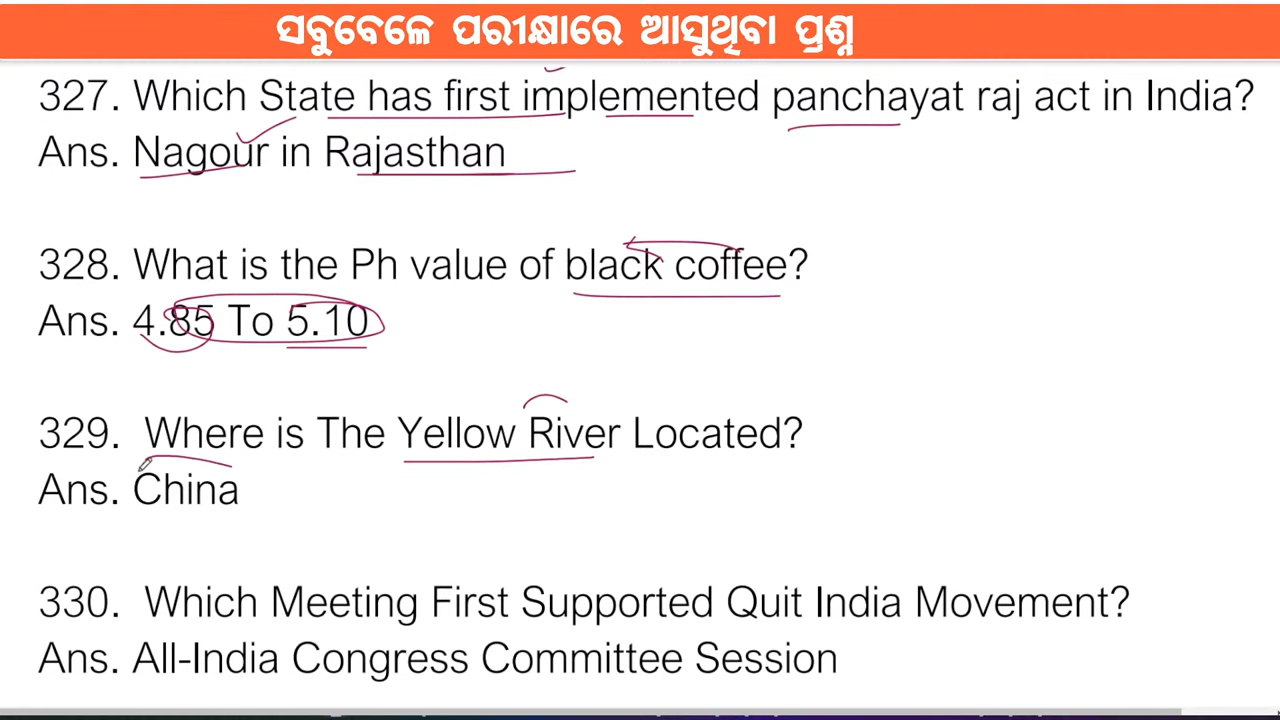 ସବୁବେଳେ ପରୀକ୍ଷାରେ ଆସୁଥିବା ପ୍ରଶ୍ନ
327. Which State has first implemented panchayat raj act in India?
Ans. Nagour in Rajasthan
328. What is the Ph value of black coffee?
Ans. 4.85 To 5.10
329. Where is The Yellow River Located?
Ans. China
330. Which Meeting First Supported Quit India Movement?
Ans. All-India Congress Committee Session